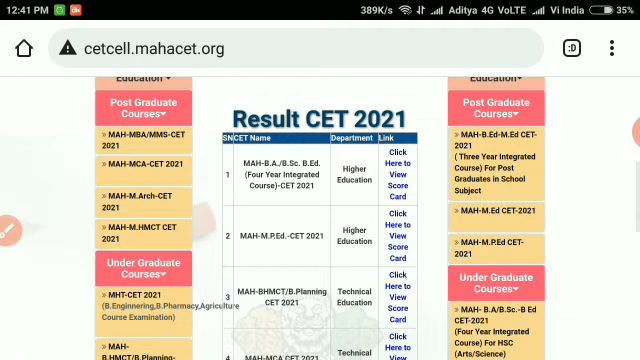 12:41 PM
389K/s
Aditya 4G VoLTE
Vi India
35%
cetcell.mahacet.org
:D
Education
Post Graduate
Courses
» MAH-MBA/MMS-CET
2021
» MAH-MCA-CET 2021
» MAH-M.Arch-CET
2021
» MAH-M.HMCT CET
2021
Under Graduate
Courses
» MHT-CET 2021
(B.Enginnering,B.Pharmacy,Agriculture
Course Examination)
» MAH-
B.HMCT/B.Planning-
Result CET 2021
SN CET Name Department Link
1 MAH-B.A./B.Sc. B.Ed.
(Four Year Integrated
Course)-CET 2021
Higher
Education
Click
Here to
View
Score
Card
2 MAH-M.P.Ed.-CET 2021
Higher
Education
Click
Here to
View
Score
Card
3 MAH-BHMCT/B.Planning
CET 2021
Technical
Education
Click
Here to
View
Score
Card
4 MAH-MCA CET 2021
Technical
Click
Here to
View
Education
Post Graduate
Courses
» MAH-B.Ed-M.Ed CET-
2021
( Three Year Integrated
Course) For Post
Graduates in School
Subject
» MAH-M.Ed CET-2021
» MAH-M.P.Ed CET-
2021
Under Graduate
Courses
» MAH- B.A/B.Sc.-B Ed
CET-2021
(Four Year Integrated
Course) For HSC
(Arts/Science)